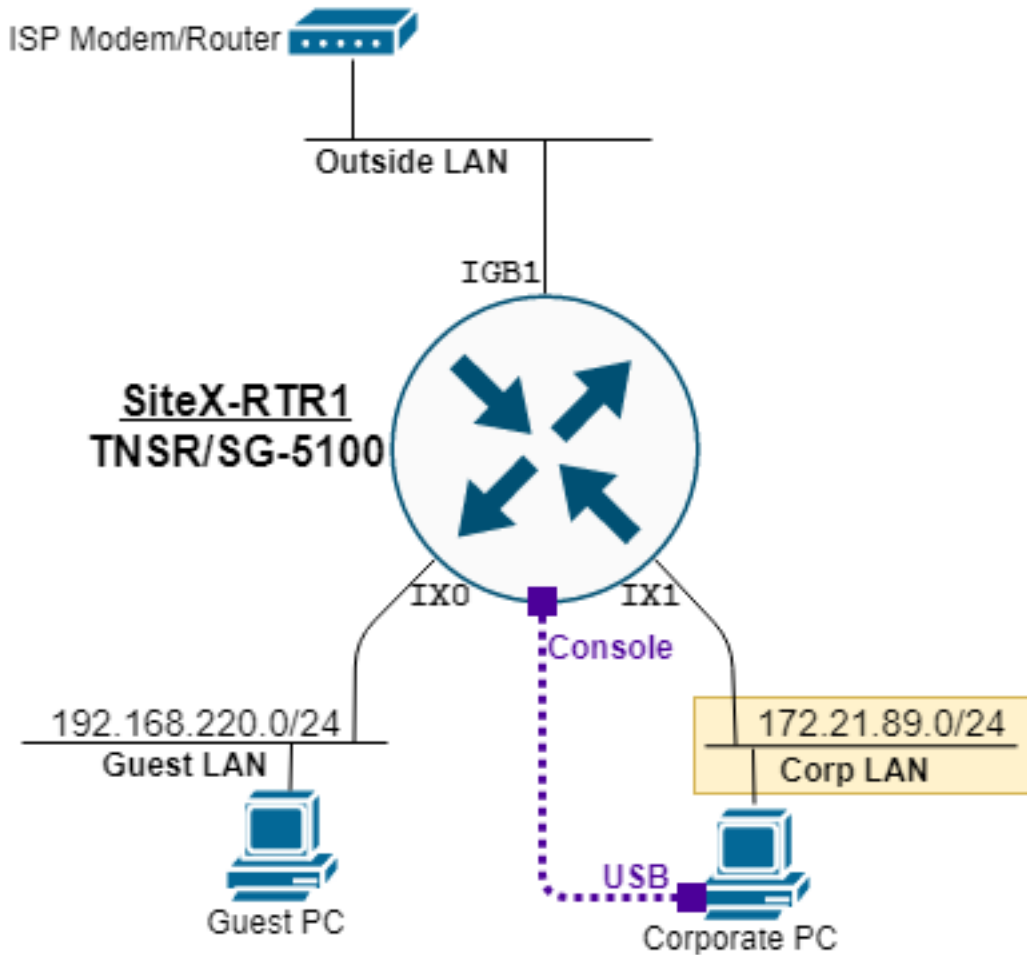 ISP Modem/Router
Outside LAN
IGB1
SiteX-RTR1
TNSR/SG-5100
IX0
IX1
Console
192.168.220.0/24
172.21.89.0/24
Guest LAN
Corp LAN
USB
Guest PC
Corporate PC